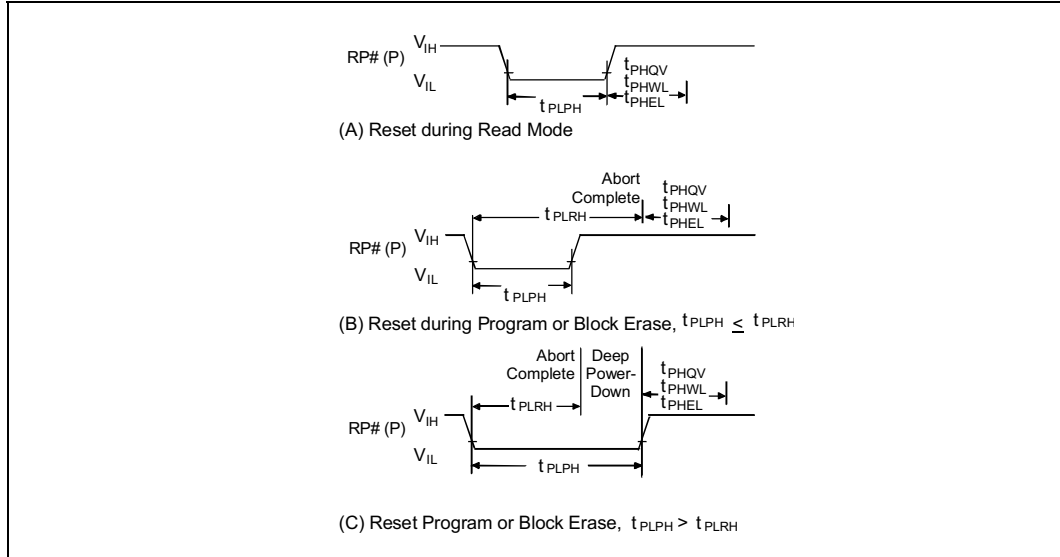 RP# (P) VIH
VIL
tPLPH
tPHQV
tPHWL
tPHEL
(A) Reset during Read Mode
Abort
Complete
tPLRH
tPHQV
tPHWL
tPHEL
RP# (P) VIH
VIL
tPLPH
(B) Reset during Program or Block Erase, tPLPH ≤ tPLRH
Abort
Complete
Deep
Power-
Down
tPLRH
tPHQV
tPHWL
tPHEL
RP# (P) VIH
VIL
tPLPH
(C) Reset Program or Block Erase, tPLPH > tPLRH